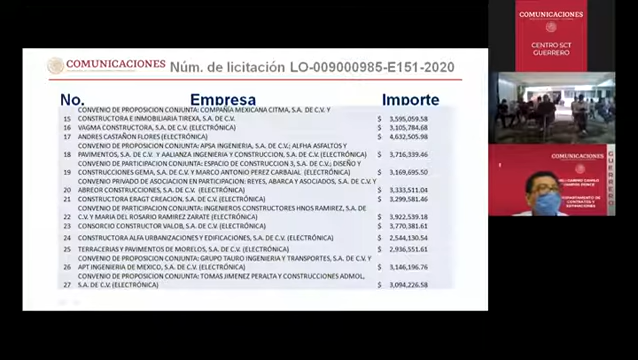 COMUNICACIONES
Núm. de licitación LO-009000985-E151-2020
No. Empresa Importe
CONVENIO DE PROPOSICION CONJUNTA: COMPAÑÍA MEXICANA CITMA, S.A. DE C.V. Y
15 CONSTRUCTORA E INMOBILIARIA TIREXA, S.A. DE C.V. $ 3,595,059.58
16 VAGMA CONSTRUCTORA, S.A. DE C.V. (ELECTRÓNICA) $ 3,105,784.68
17 ANDRES CASTAÑON FLORES (ELECTRÓNICA) $ 4,632,505.98
CONVENIO DE PROPOSICION CONJUNTA: APSA INGENIERIA, S.A. DE C.V.; ALFHA ASFALTOS Y
18 PAVIMENTOS, S.A. DE C.V. Y AALIANZA INGENIERIA Y CONSTRUCCION, S.A. DE C.V. (ELECTRÓNICA) $ 3,716,339.46
CONVENIO DE PROPOSICION CONJUNTA: ESPACIO DE CONSTRUCCION 3, S.A. DE C.V.; DISEÑO Y
19 CONSTRUCCIONES GEMA, S.A. DE C.V. Y MARCO ANTONIO PEREZ CARBAJAL (ELECTRÓNICA) $ 3,169,695.50
CONVENIO PRIVADO DE ASOCIACION EN PARTICIPACION: REYES, ABARCA Y ASOCIADOS, S.A. DE C.V. Y
20 ABREOR CONSTRUCCIONES, S.A. DE C.V. (ELECTRÓNICA) $ 3,333,511.04
21 CONSTRUCTORA ERAGT CREACIÓN, S.A. DE C.V. $ 3,299,581.46
CONVENIO DE PARTICIPACION CONJUNTA: INGENIEROS CONSTRUCTORES HNOS RAMIREZ, S.A. DE
22 C.V. Y MARIA DEL ROSARIO RAMIREZ ZARATE (ELECTRÓNICA) $ 3,922,539.18
23 CONSORCIO CONSTRUCTOR VALOB, S.A. DE C.V. $ 3,770,381.61
24 CONSTRUCTORA ALFA URBANIZACIONES Y EDIFICACIONES, S.A. DE C.V. (ELECTRÓNICA) $ 2,544,130.54
25 TERRACERIAS Y PAVIMENTOS DE MORELOS, S.A. DE C.V. (ELECTRÓNICA) $ 2,936,551.61
CONVENIO DE PROPOSICION CONJUNTA: GRUPO TAURO INGENIERIA Y TRANSPORTES, S.A. DE C.V. Y
26 APT INGENIERIA DE MEXICO, S.A. DE C.V. (ELECTRÓNICA) $ 3,146,196.76
CONVENIO DE PROPOSICION CONJUNTA: TOMAS JIMENEZ PERALTA Y CONSTRUCCIONES ADMOL,
27 S.A. DE C.V. (ELECTRÓNICA) $ 3,094,226.58
COMUNICACIONES
CENTRO SCT
GUERRERO
COMUNICACIONES
DEPARTAMENTO DE
CONTRATOS Y
ESTIMACIONES
GUERRERO